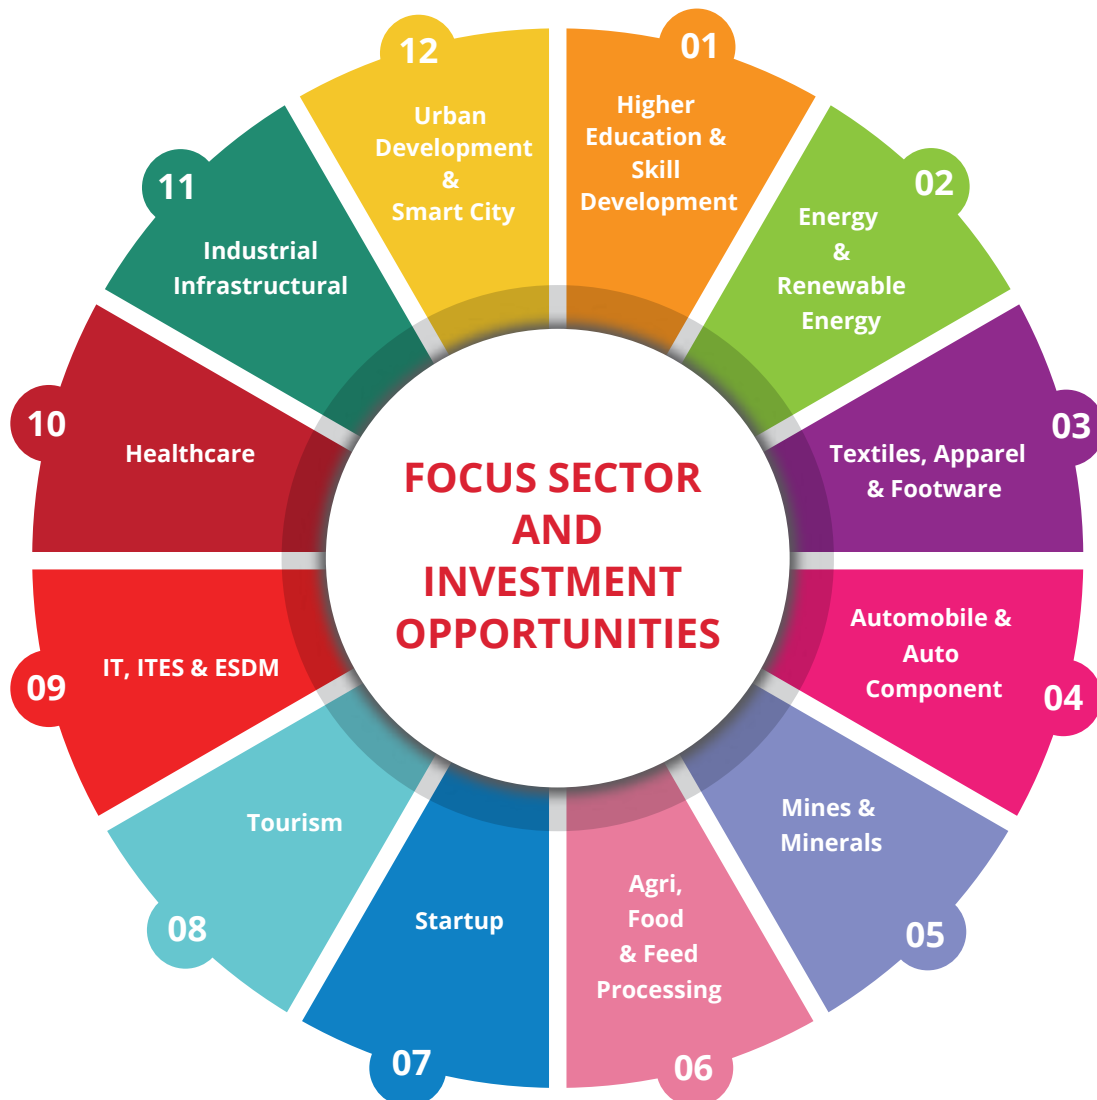 FOCUS SECTOR
AND
INVESTMENT
OPPORTUNITIES
01
Higher
Education &
Skill
Development
02
Energy
&
Renewable
Energy
03
Textiles, Apparel
& Footware
04
Automobile &
Auto
Component
05
Mines &
Minerals
06
Agri,
Food
& Feed
Processing
07
Startup
08
Tourism
09
IT, ITES & ESDM
10
Healthcare
11
Industrial
Infrastructural
12
Urban
Development
&
Smart City